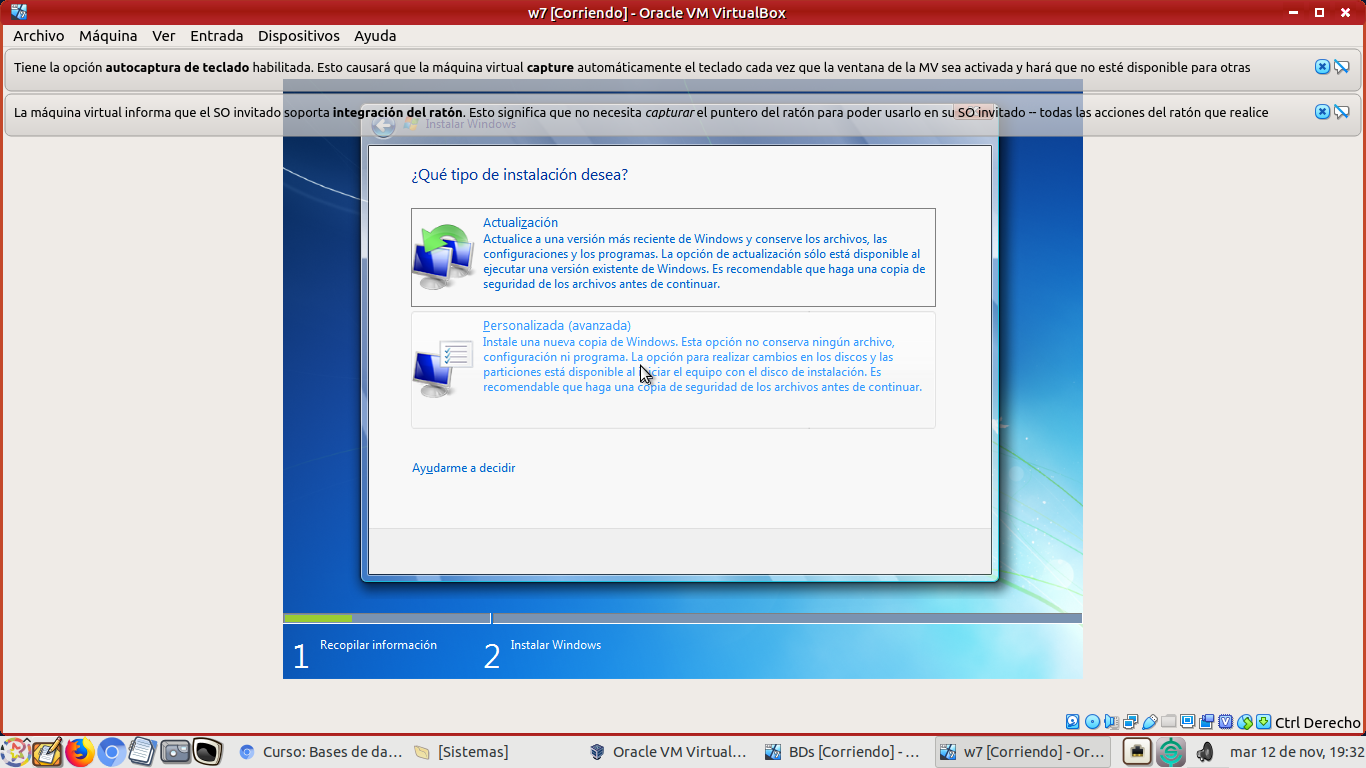 w7 [Corriendo] - Oracle VM VirtualBox
Archivo Máquina Ver Entrada Dispositivos Ayuda
Tiene la opción autocaptura de teclado habilitada. Esto causará que la máquina virtual capture automáticamente el teclado cada vez que la ventana de la MV sea activada y hará que no esté disponible para otras
La máquina virtual informa que el SO invitado soporta integración del ratón. Esto significa que no necesita capturar el puntero del ratón para poder usarlo en su SO invitado -- todas las acciones del ratón que realice
Instalar Windows
¿Qué tipo de instalación desea?
Actualización
Actualice a una versión más reciente de Windows y conserve los archivos, las
configuraciones y los programas. La opción de actualización sólo está disponible al
ejecutar una versión existente de Windows. Es recomendable que haga una copia de
seguridad de los archivos antes de continuar.
Personalizada (avanzada)
Instale una nueva copia de Windows. Esta opción no conserva ningún archivo,
configuración ni programa. La opción para realizar cambios en los discos y las
particiones está disponible al iniciar el equipo con el disco de instalación. Es
recomendable que haga una copia de seguridad de los archivos antes de continuar.
Ayudarme a decidir
1 Recopilar información 2 Instalar Windows
Ctrl Derecho
Curso: Bases de da... [Sistemas] Oracle VM Virtual... BDs [Corriendo] - ... w7 [Corriendo] - Or... mar 12 de nov, 19:32